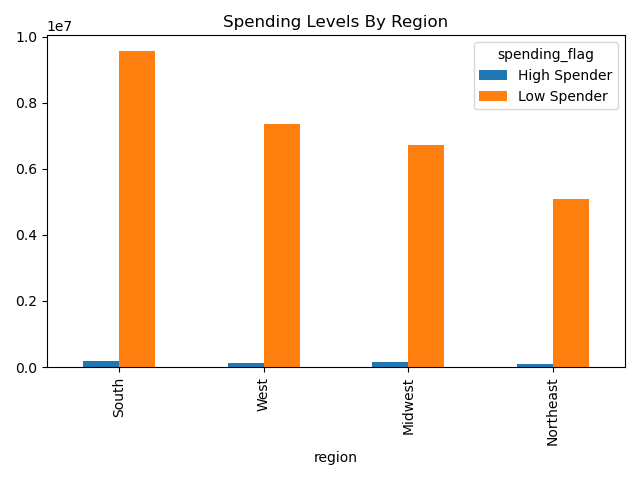 Spending Levels By Region
1e7
1.0
0.8
0.6
0.4
0.2
0.0
spending_flag
High Spender
Low Spender
South
West
Midwest
Northeast
region